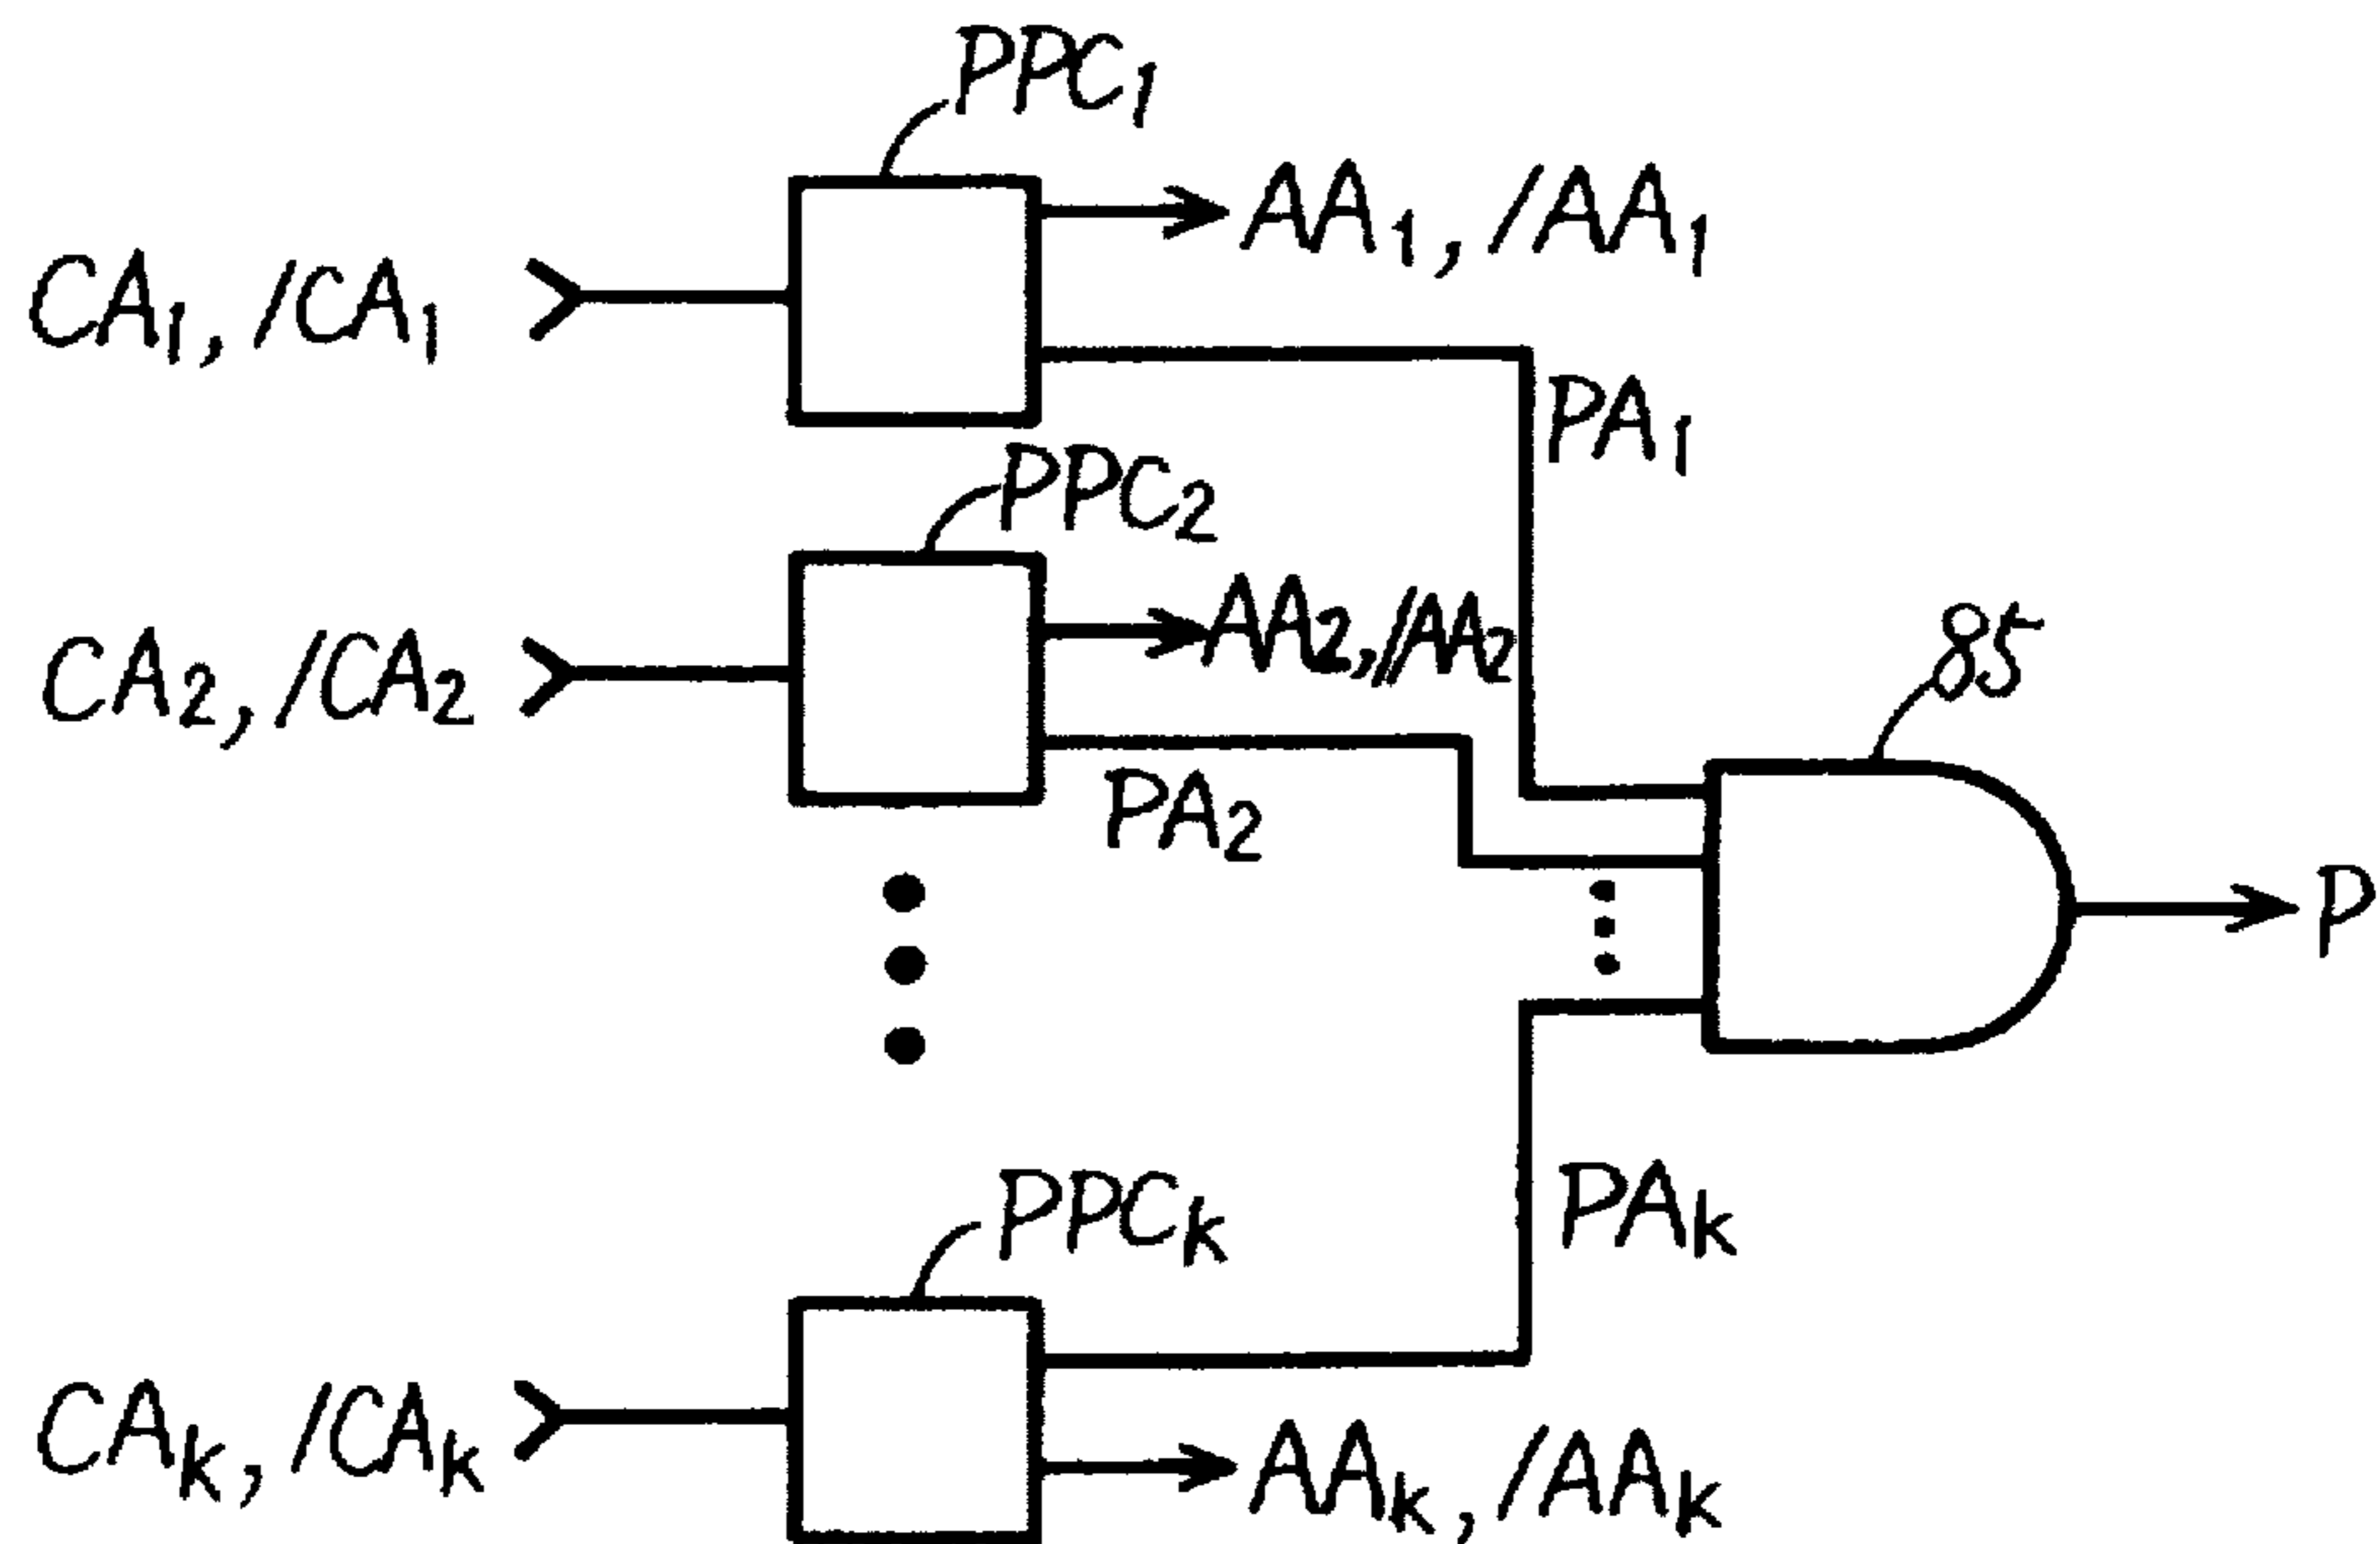 PPC₁
AA₁, /AA₁
CA₁, /CA₁
PA₁
PPC₂
AA₂, /AA₂
CA₂, /CA₂
85
PA₂
P
PPCₖ
PAₖ
CAₖ, /CAₖ
AAₖ, /AAₖ